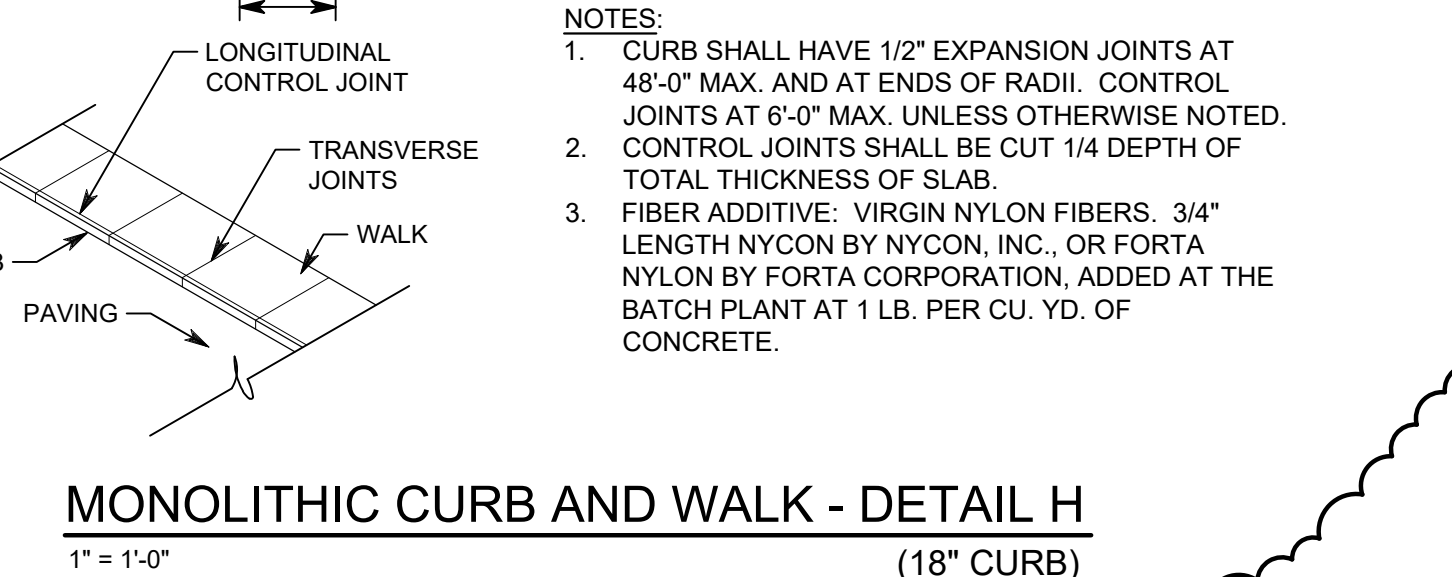 LONGITUDINAL
CONTROL JOINT
TRANSVERSE
JOINTS
WALK
PAVING
NOTES:
1. CURB SHALL HAVE 1/2" EXPANSION JOINTS AT
48'-0" MAX. AND AT ENDS OF RADII. CONTROL
JOINTS AT 6'-0" MAX. UNLESS OTHERWISE NOTED.
2. CONTROL JOINTS SHALL BE CUT 1/4 DEPTH OF
TOTAL THICKNESS OF SLAB.
3. FIBER ADDITIVE: VIRGIN NYLON FIBERS. 3/4"
LENGTH NYCON BY NYCON, INC., OR FORTA
NYLON BY FORTA CORPORATION, ADDED AT THE
BATCH PLANT AT 1 LB. PER CU. YD. OF
CONCRETE.
MONOLITHIC CURB AND WALK - DETAIL H
1" = 1'-0"
(18" CURB)